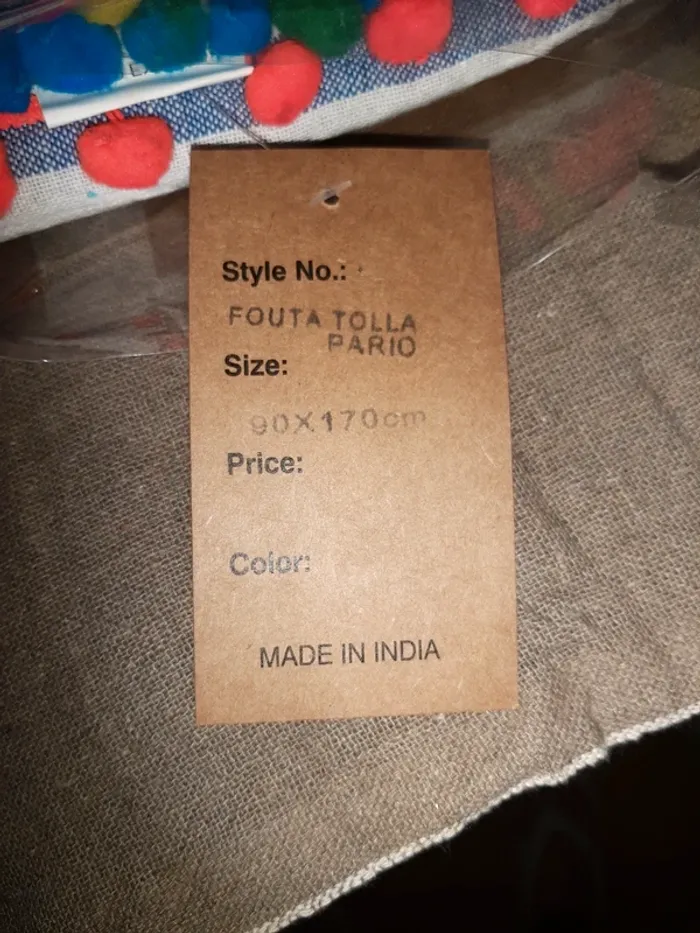 Style No.:
FOUTA TOLLA
PARIO
Size:
90X170cm
Price:
Color:
MADE IN INDIA